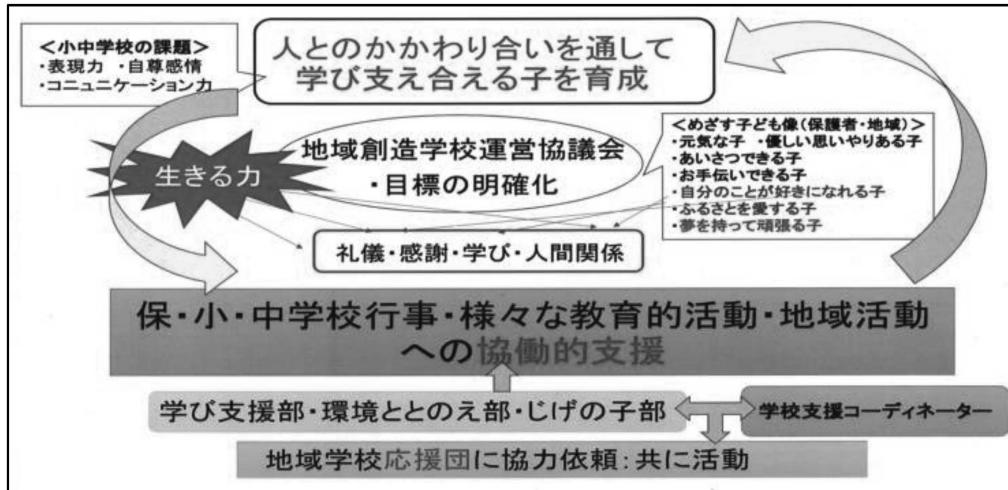 <小中学校の課題>
・表現力 ・自尊感情
・コニュニケーション力
人とのかかわり合いを通して
学び支え合える子を育成
生きる力
地域創造学校運営協議会
・目標の明確化
<めざす子ども像(保護者・地域)>
・元気な子 ・優しい思いやりある子
・あいさつできる子
・お手伝いできる子
・自分のことが好きになれる子
・ふるさとを愛する子
・夢を持って頑張る子
礼儀・感謝・学び・人間関係
保・小・中学校行事・様々な教育的活動・地域活動
への協働的支援
学び支援部・環境ととのえ部・じげの子部
学校支援コーディネーター
地域学校応援団に協力依頼:共に活動